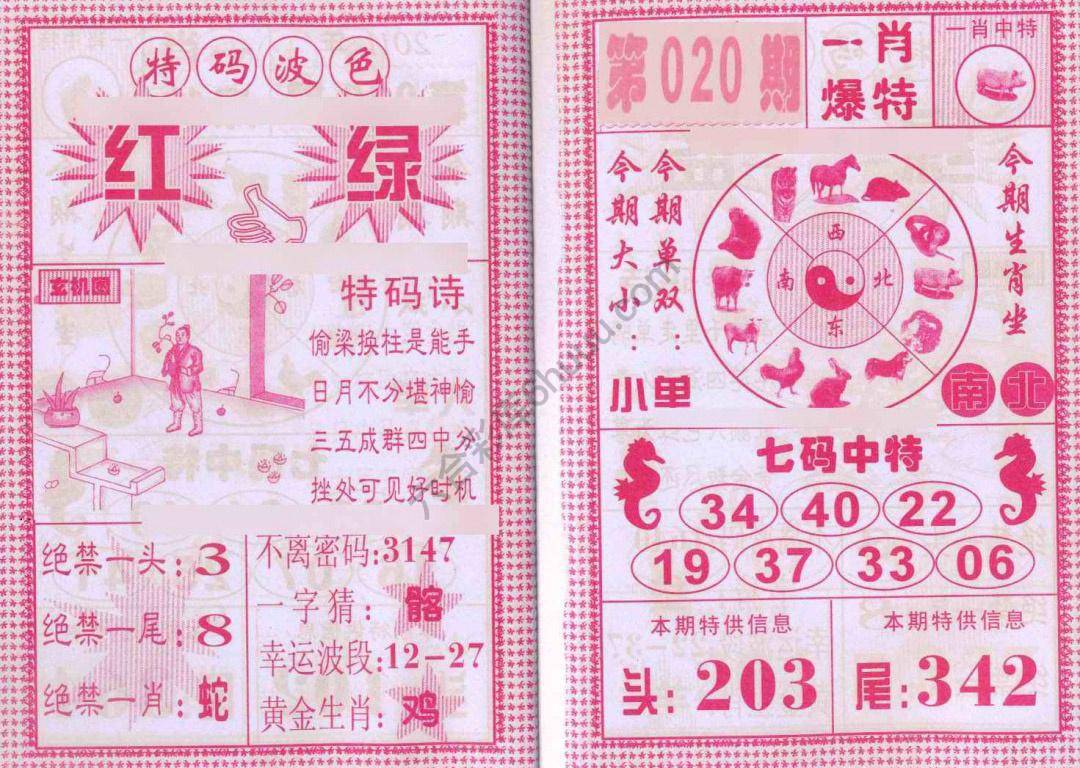 特码波色
红 绿
玄机图
特码诗
偷梁换柱是能手
日月不分堪神愉
三五成群四中分
挫处可见好时机
绝禁一头:3
绝禁一尾:8
绝禁一肖:蛇
不离密码:3147
一字猜:髂
幸运波段:12-27
黄金生肖:鸡
第020期
一肖
爆特
一肖中特
今期大小:小
今期单双:单
西
南 北
东
今期生肖坐
南北
七码中特
34 40 22
19 37 33 06
本期特供信息
头:203
本期特供信息
尾:342